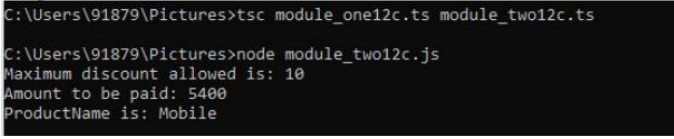 C:\Users\91879\Pictures>tsc module_one12c.ts module_two12c.ts
C:\Users\91879\Pictures>node module_two12c.js
Maximum discount allowed is: 10
Amount to be paid: 5400
ProductName is: Mobile